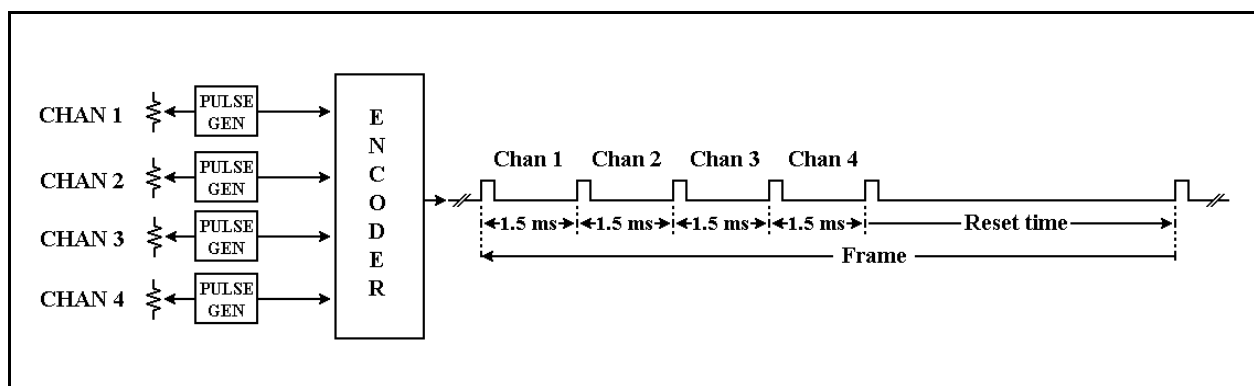 CHAN 1
PULSE
GEN
CHAN 2
PULSE
GEN
CHAN 3
PULSE
GEN
CHAN 4
PULSE
GEN
E
N
C
O
D
E
R
Chan 1
Chan 2
Chan 3
Chan 4
1.5 ms
1.5 ms
1.5 ms
1.5 ms
Reset time
Frame